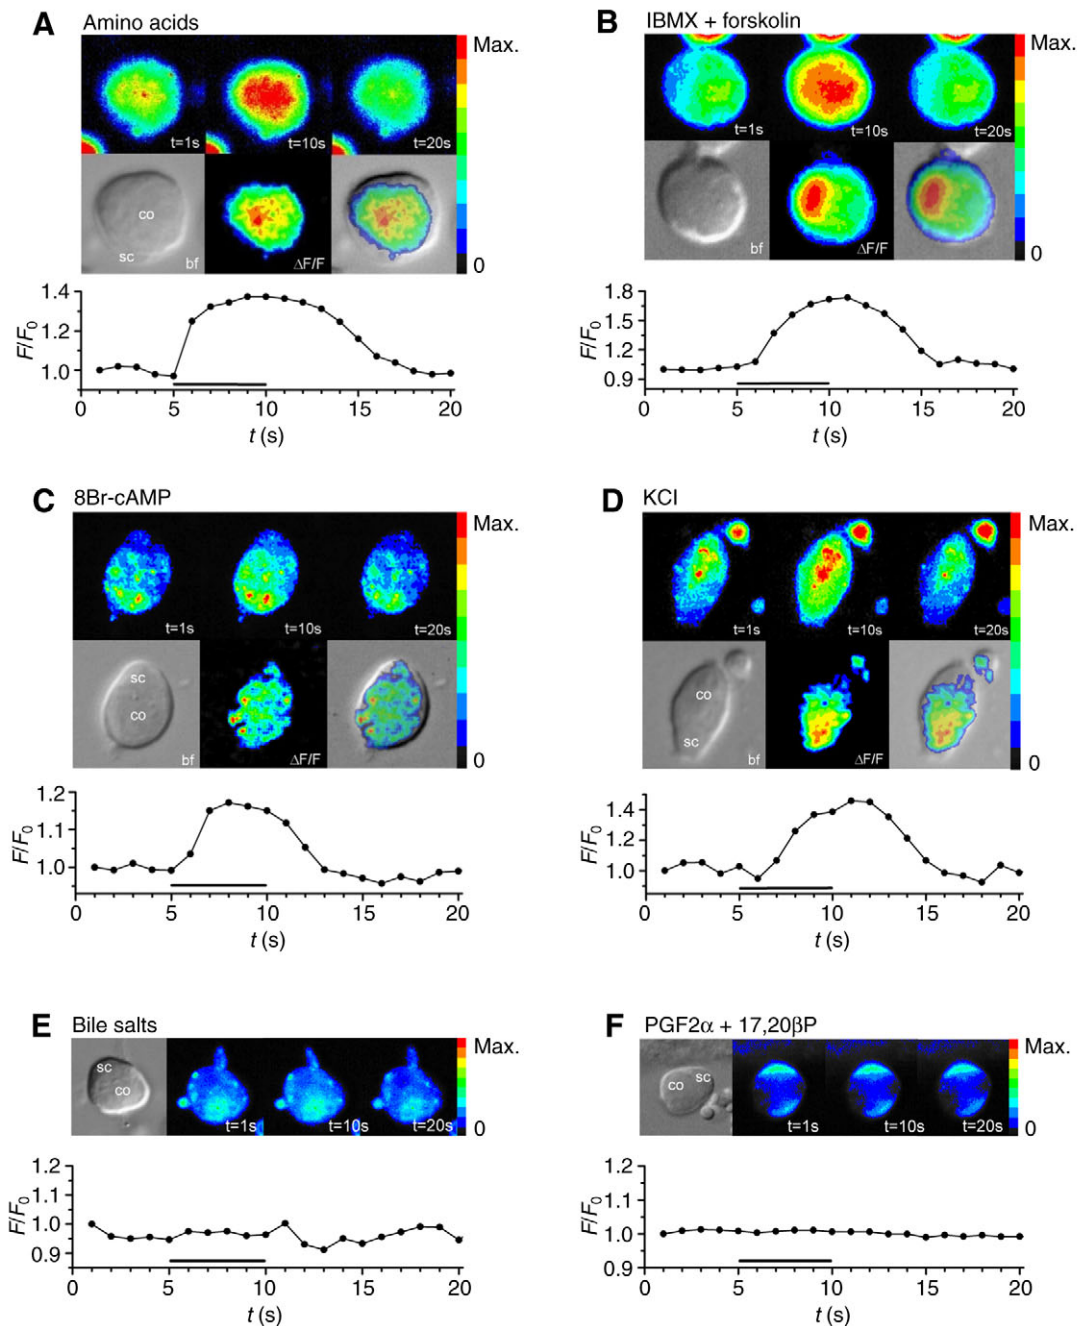 A Amino acids
Max.
t=1s t=10s t=20s
co
sc bf ΔF/F
0
1.4
1.2
1.0
F/F0
0 5 10 15 20
t (s)
B IBMX + forskolin
Max.
t=1s t=10s t=20s
bf ΔF/F
0
1.8
1.5
1.2
0.9
F/F0
0 5 10 15 20
t (s)
C 8Br-cAMP
Max.
t=1s t=10s t=20s
sc
co
bf ΔF/F
0
1.2
1.1
1.0
F/F0
0 5 10 15 20
t (s)
D KCl
Max.
t=1s t=10s t=20s
co
sc
bf ΔF/F
0
1.4
1.2
1.0
F/F0
0 5 10 15 20
t (s)
E Bile salts
Max.
sc
co
t=1s t=10s t=20s
0
1.2
1.1
1.0
0.9
F/F0
0 5 10 15 20
t (s)
F PGF2α + 17,20βP
Max.
co sc
t=1s t=10s t=20s
0
1.2
1.1
1.0
0.9
F/F0
0 5 10 15 20
t (s)